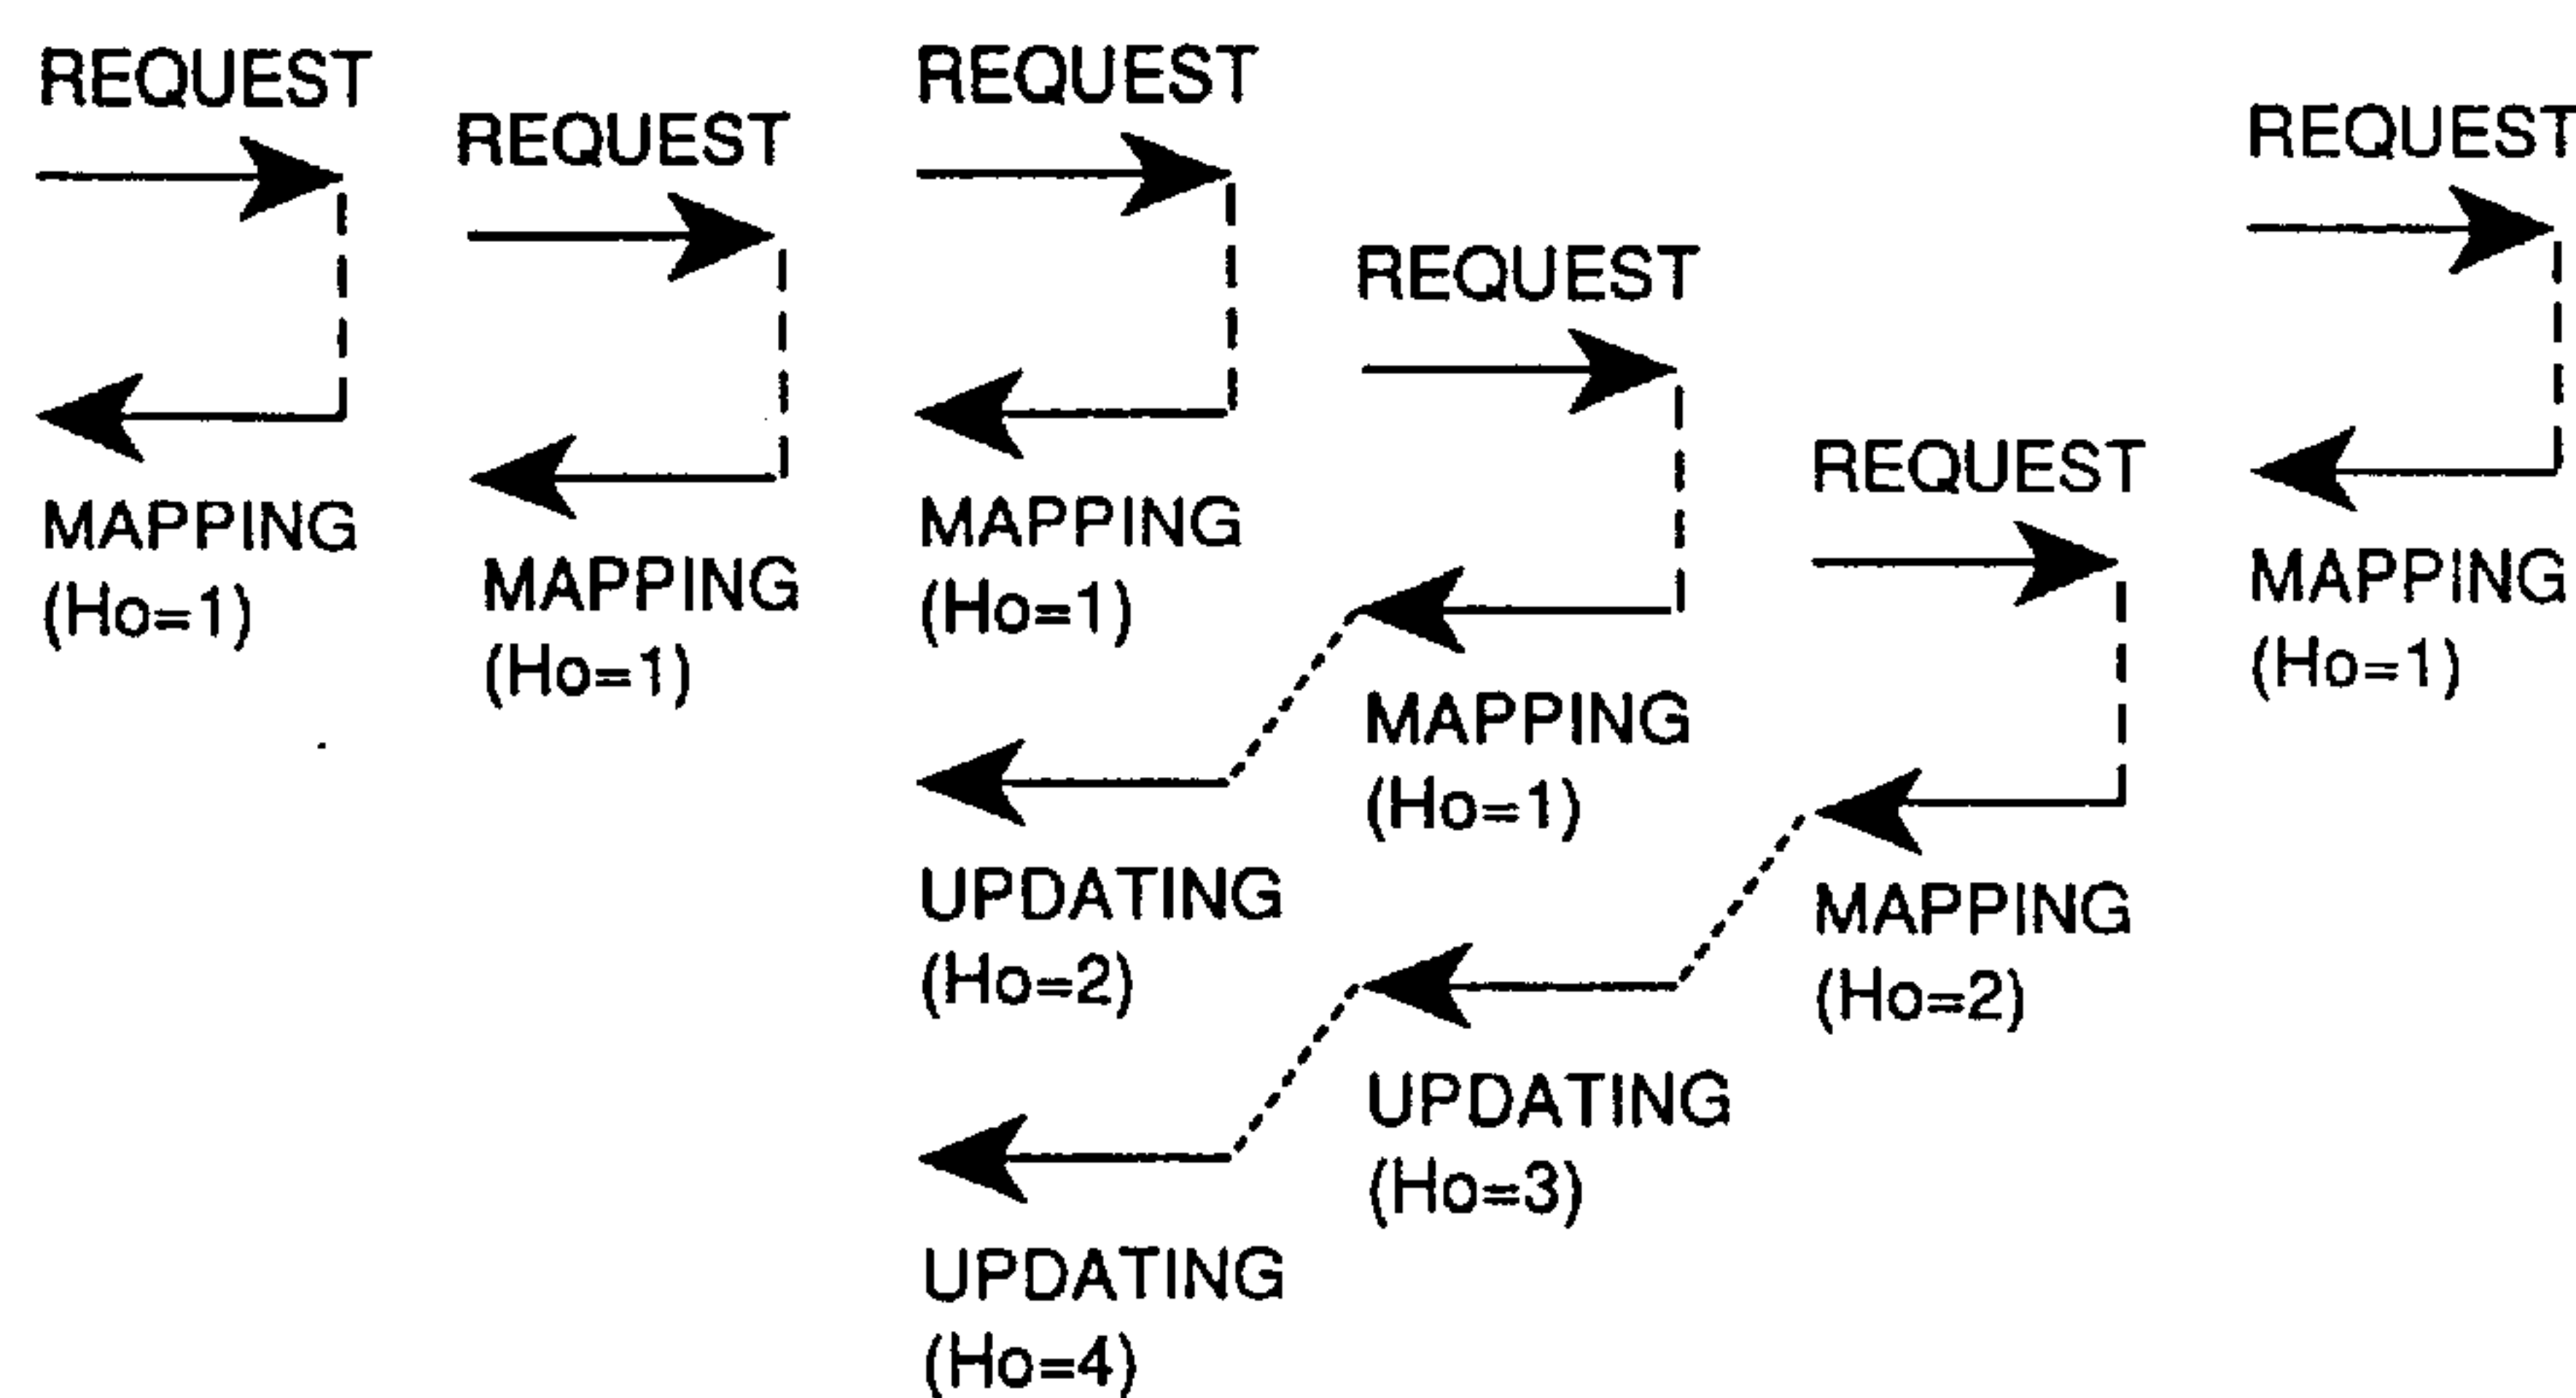 REQUEST
MAPPING
(Ho=1)
REQUEST
MAPPING
(Ho=1)
REQUEST
MAPPING
(Ho=1)
UPDATING
(Ho=2)
UPDATING
(Ho=4)
REQUEST
MAPPING
(Ho=1)
UPDATING
(Ho=3)
REQUEST
MAPPING
(Ho=2)
REQUEST
MAPPING
(Ho=1)